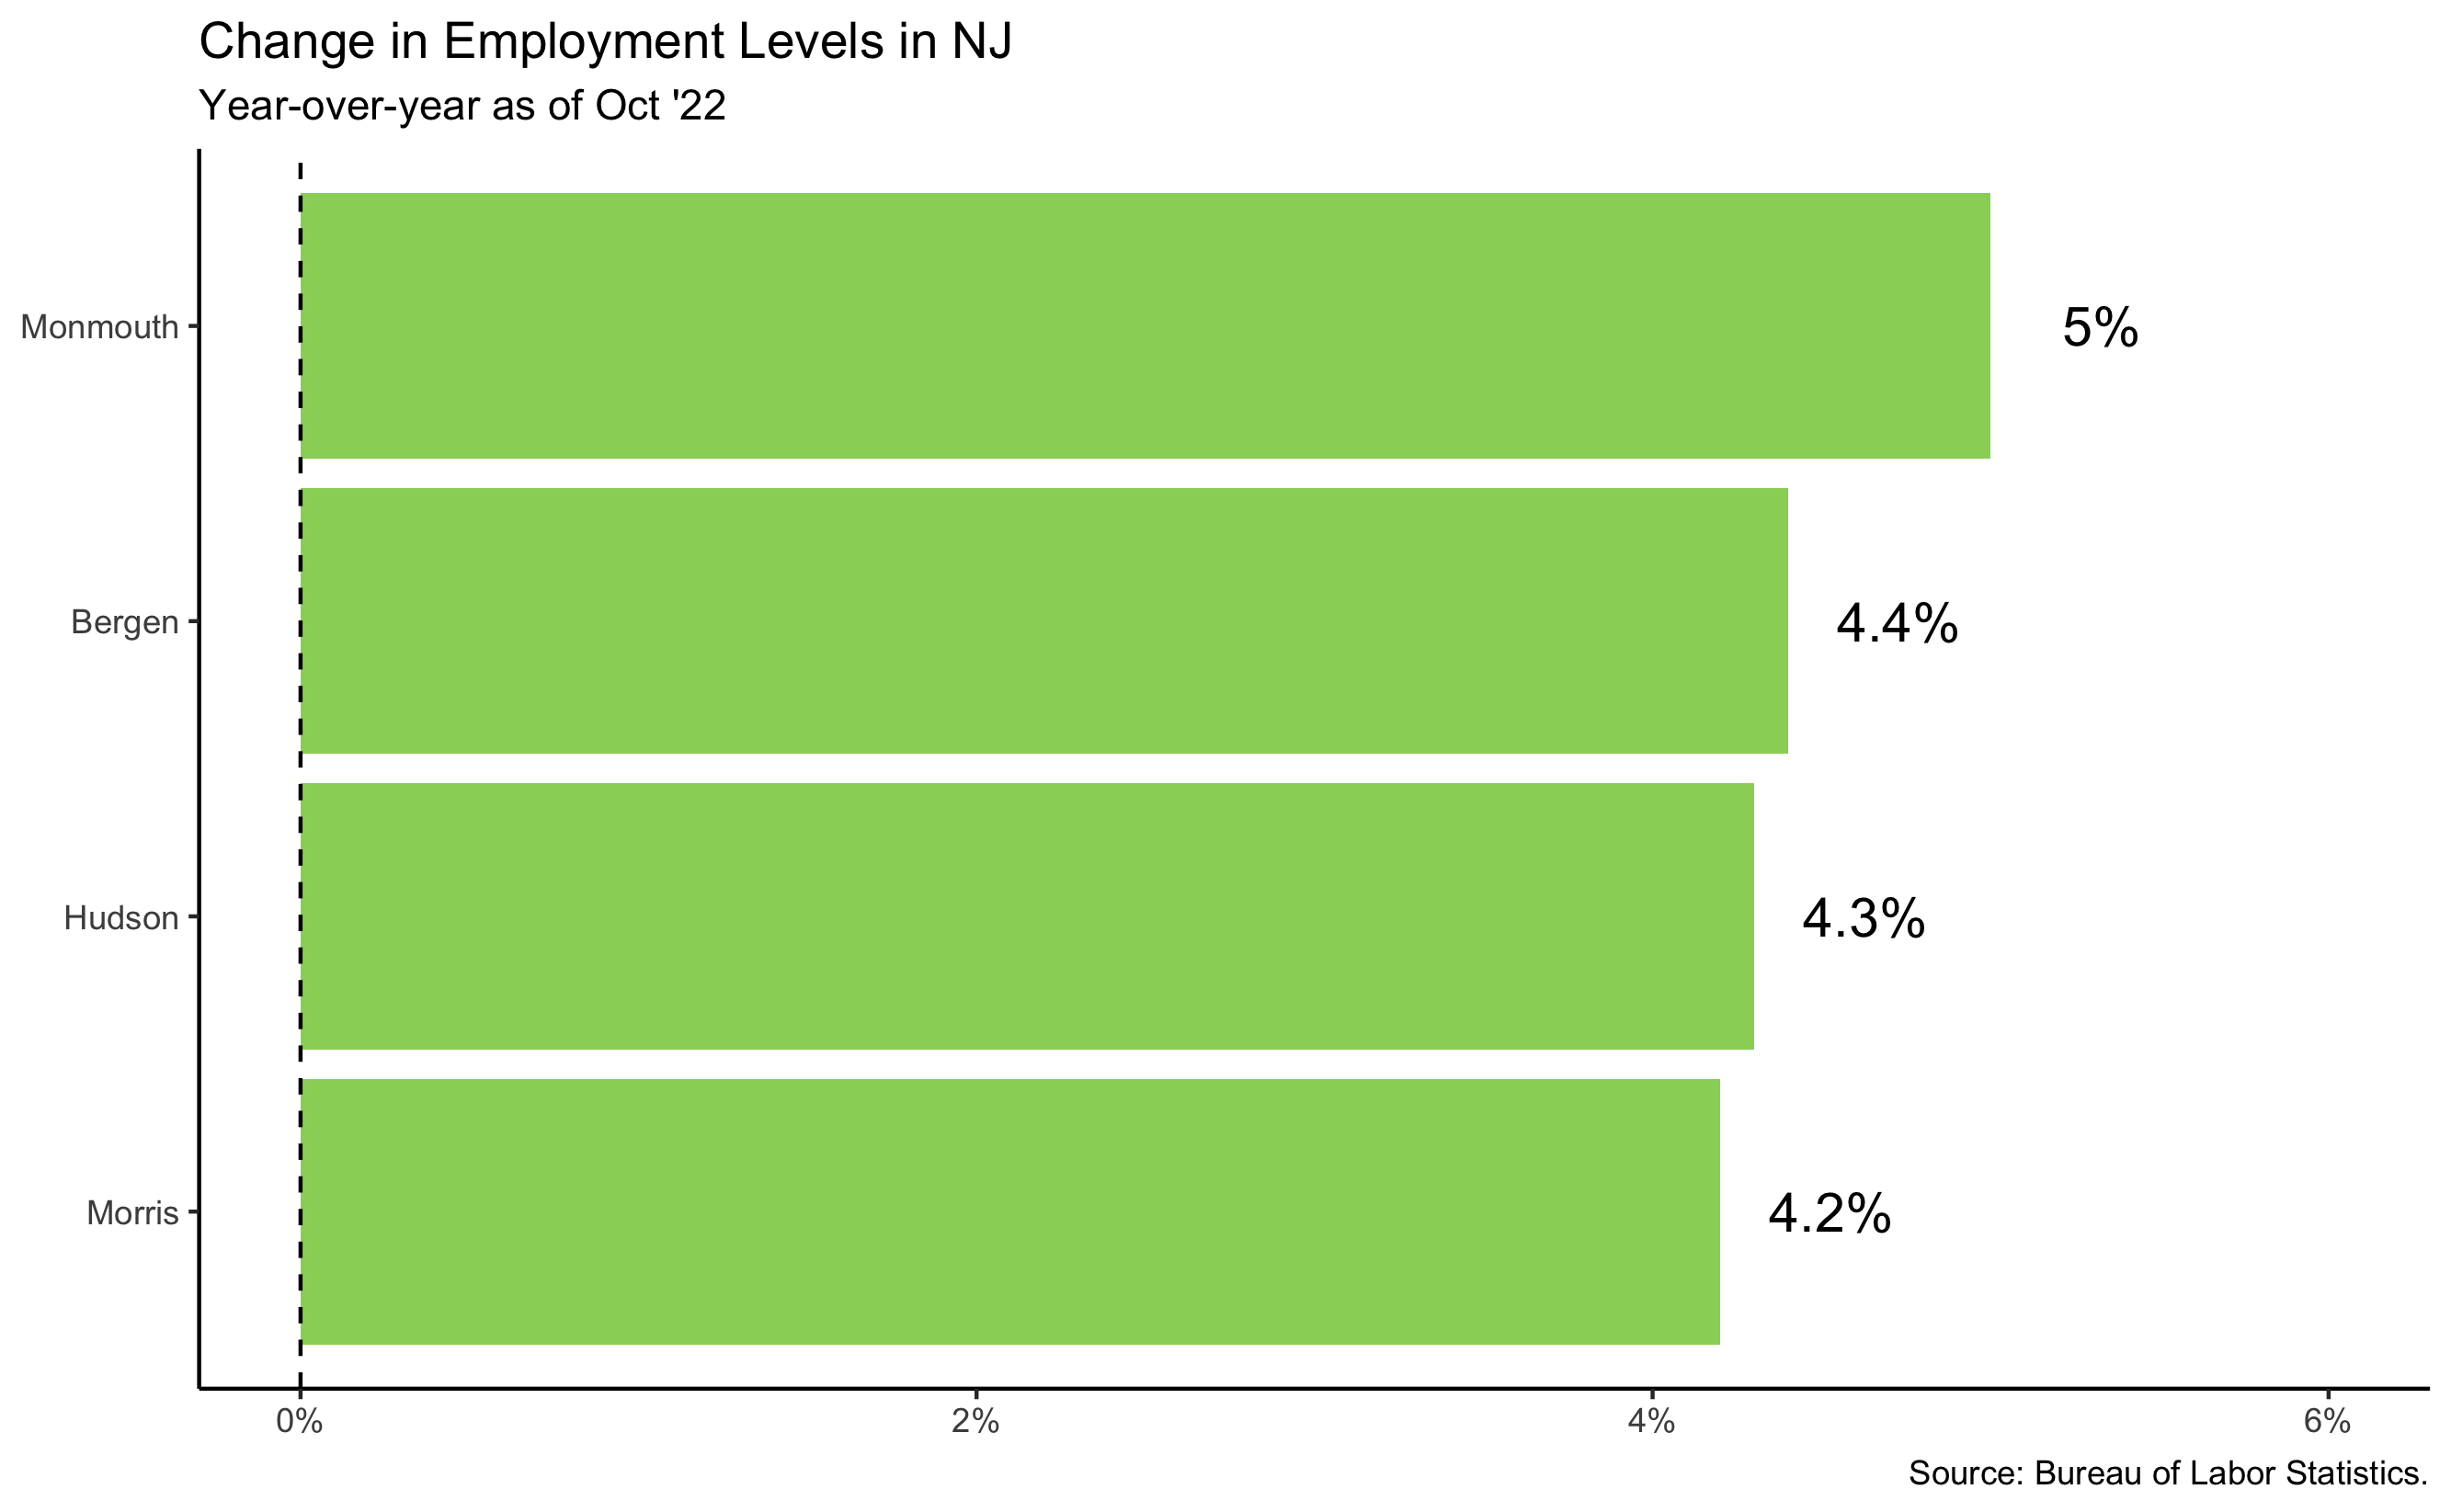 Change in Employment Levels in NJ
Year-over-year as of Oct '22
Monmouth
5%
Bergen
4.4%
Hudson
4.3%
Morris
4.2%
0% 2% 4% 6%
Source: Bureau of Labor Statistics.